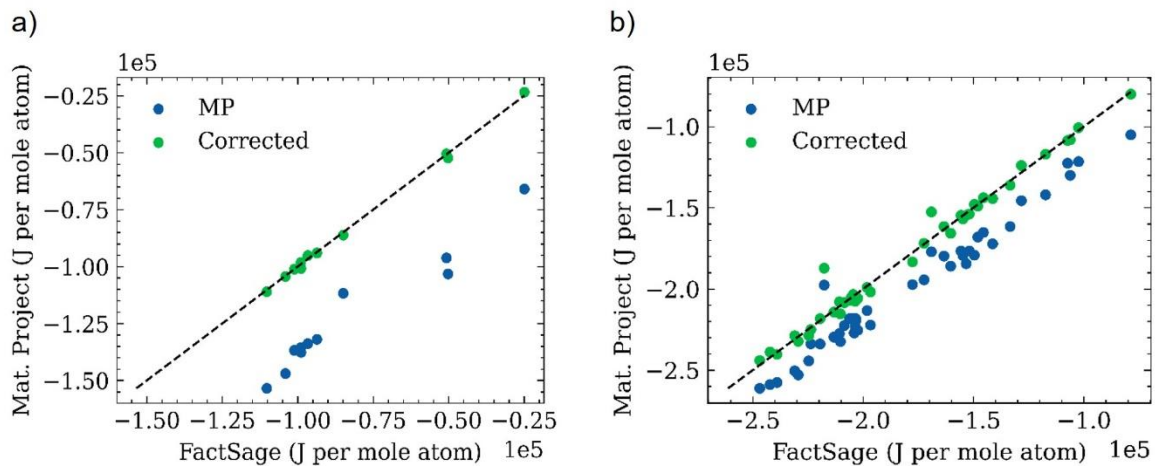 a)
1e5
−0.25
−0.50
−0.75
−1.00
−1.25
−1.50
Mat. Project (J per mole atom)
MP
Corrected
−1.50 −1.25 −1.00 −0.75 −0.50 −0.25
FactSage (J per mole atom) 1e5
b)
1e5
−1.0
−1.5
−2.0
−2.5
Mat. Project (J per mole atom)
MP
Corrected
−2.5 −2.0 −1.5 −1.0
FactSage (J per mole atom) 1e5